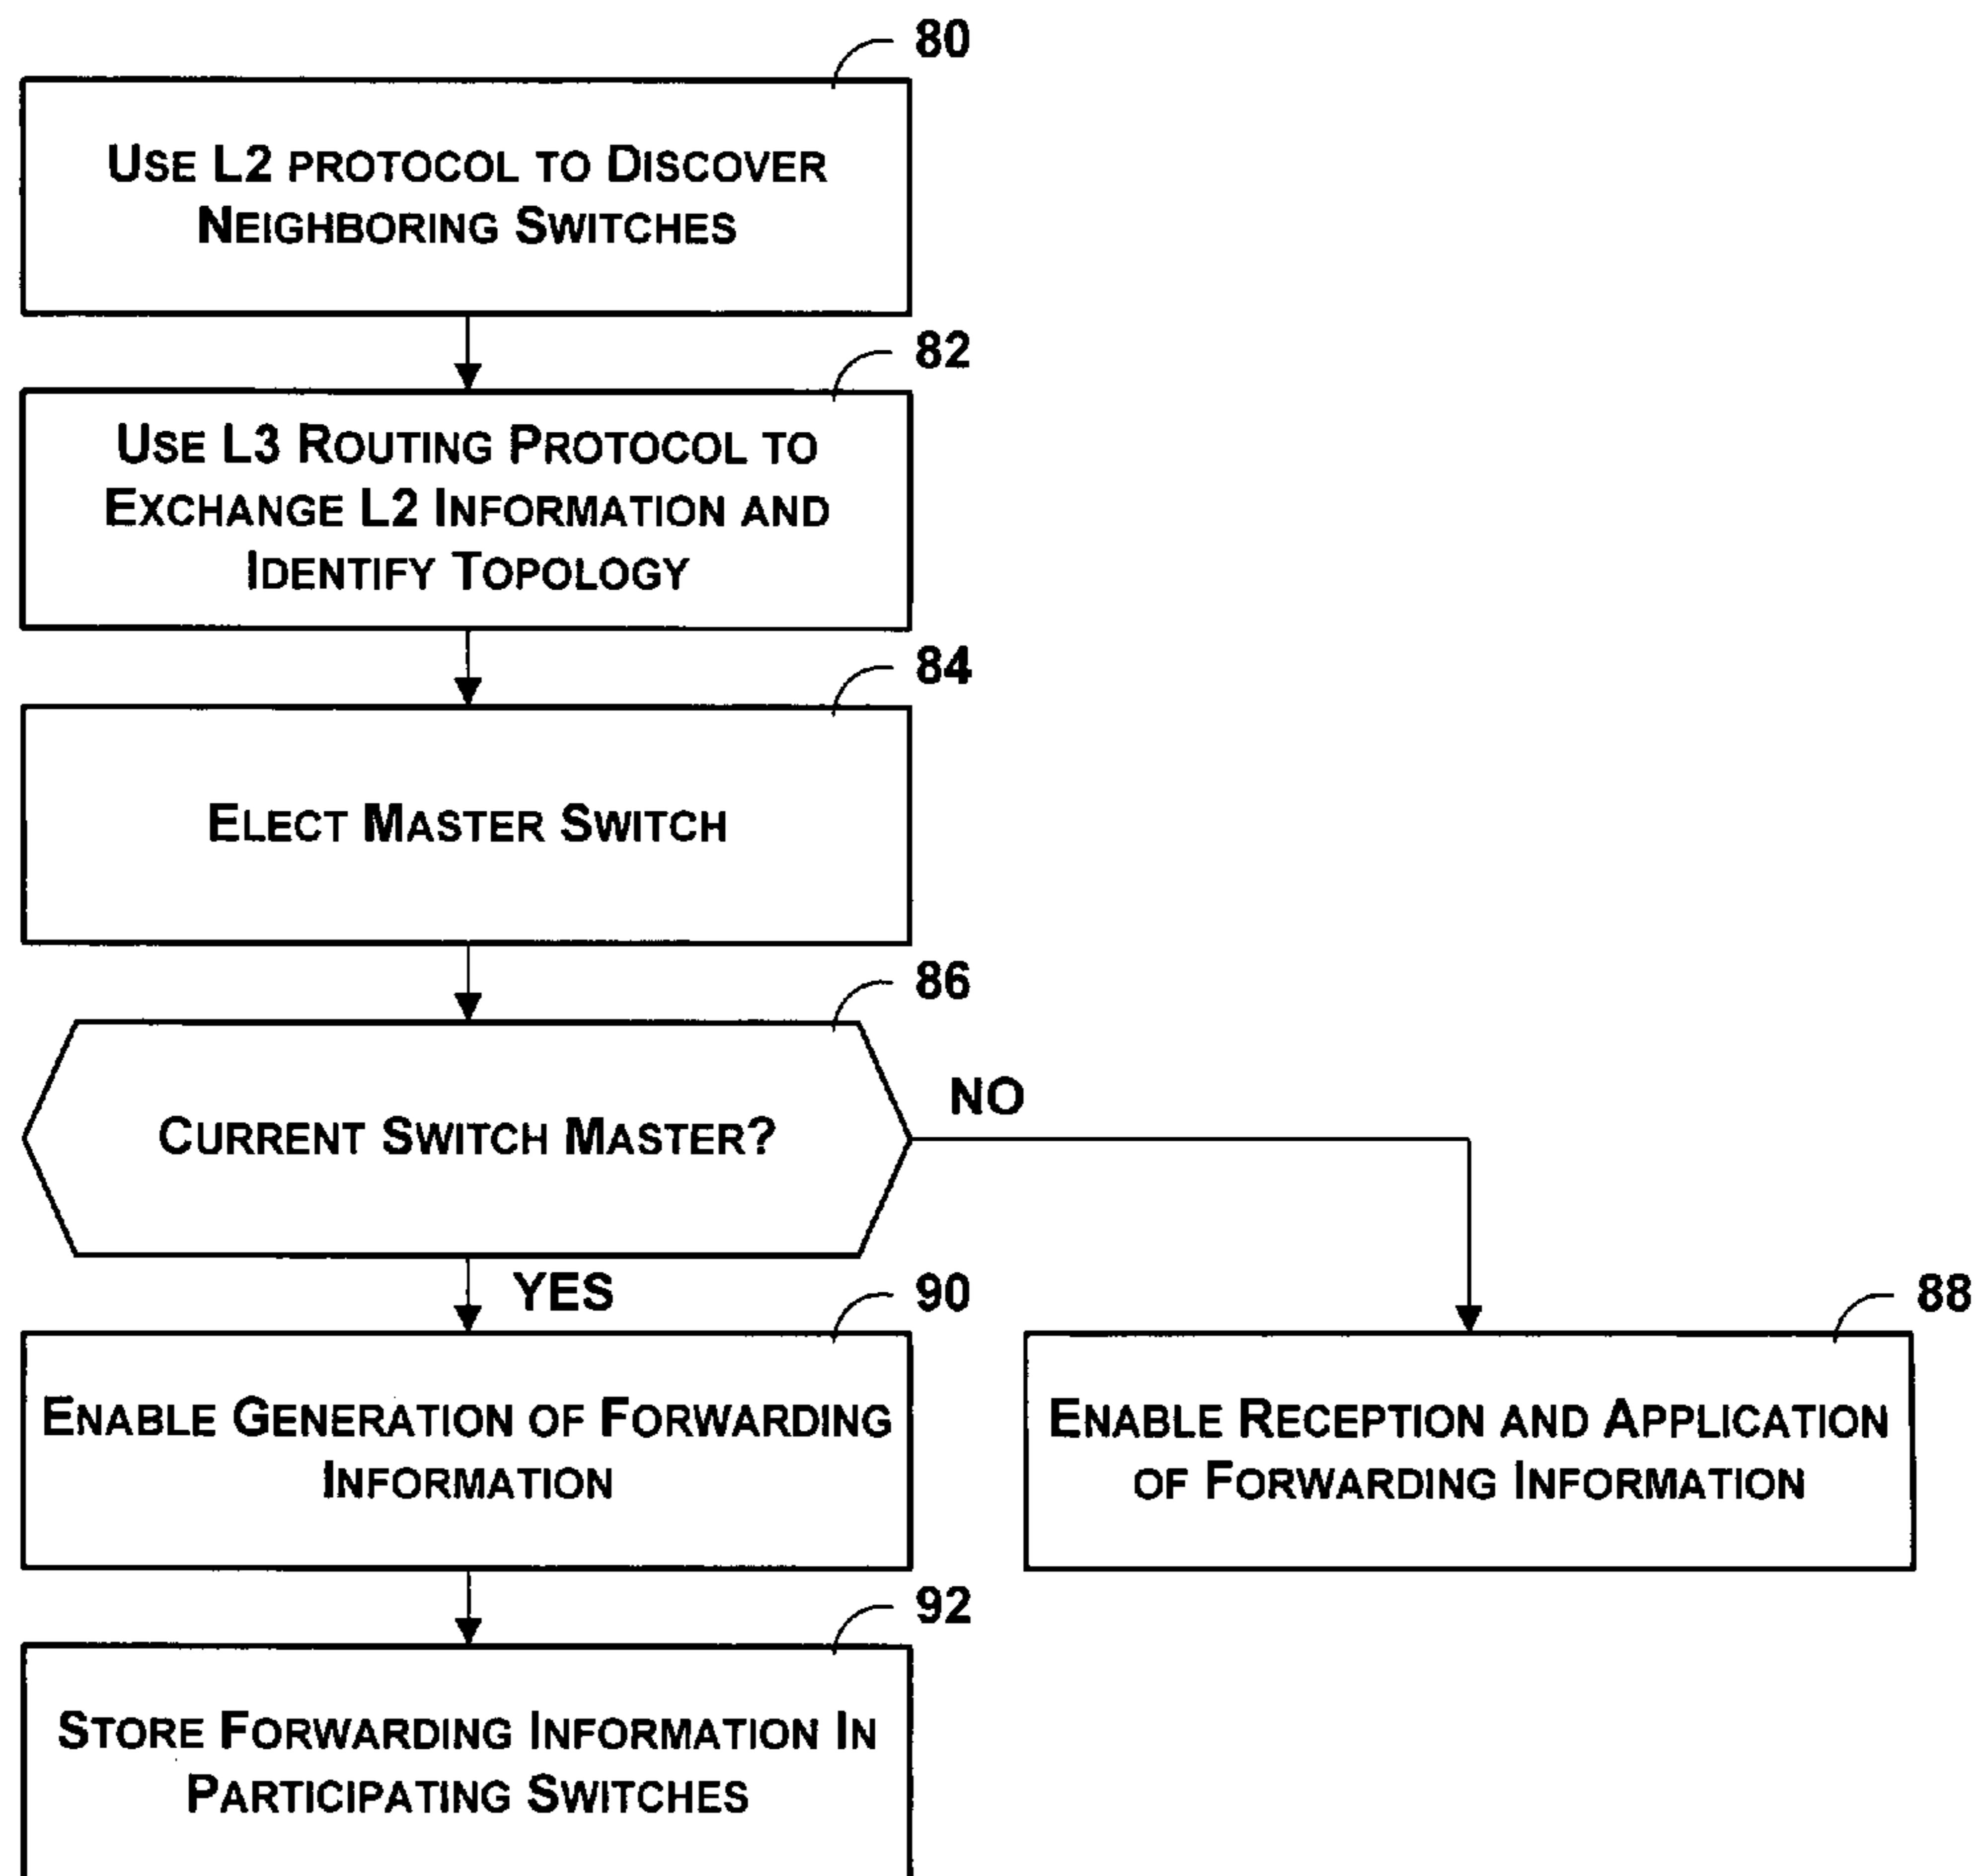 80
USE L2 PROTOCOL TO DISCOVER
NEIGHBORING SWITCHES
82
USE L3 ROUTING PROTOCOL TO
EXCHANGE L2 INFORMATION AND
IDENTIFY TOPOLOGY
84
ELECT MASTER SWITCH
86
CURRENT SWITCH MASTER?
NO
YES
90
ENABLE GENERATION OF FORWARDING
INFORMATION
88
ENABLE RECEPTION AND APPLICATION
OF FORWARDING INFORMATION
92
STORE FORWARDING INFORMATION IN
PARTICIPATING SWITCHES